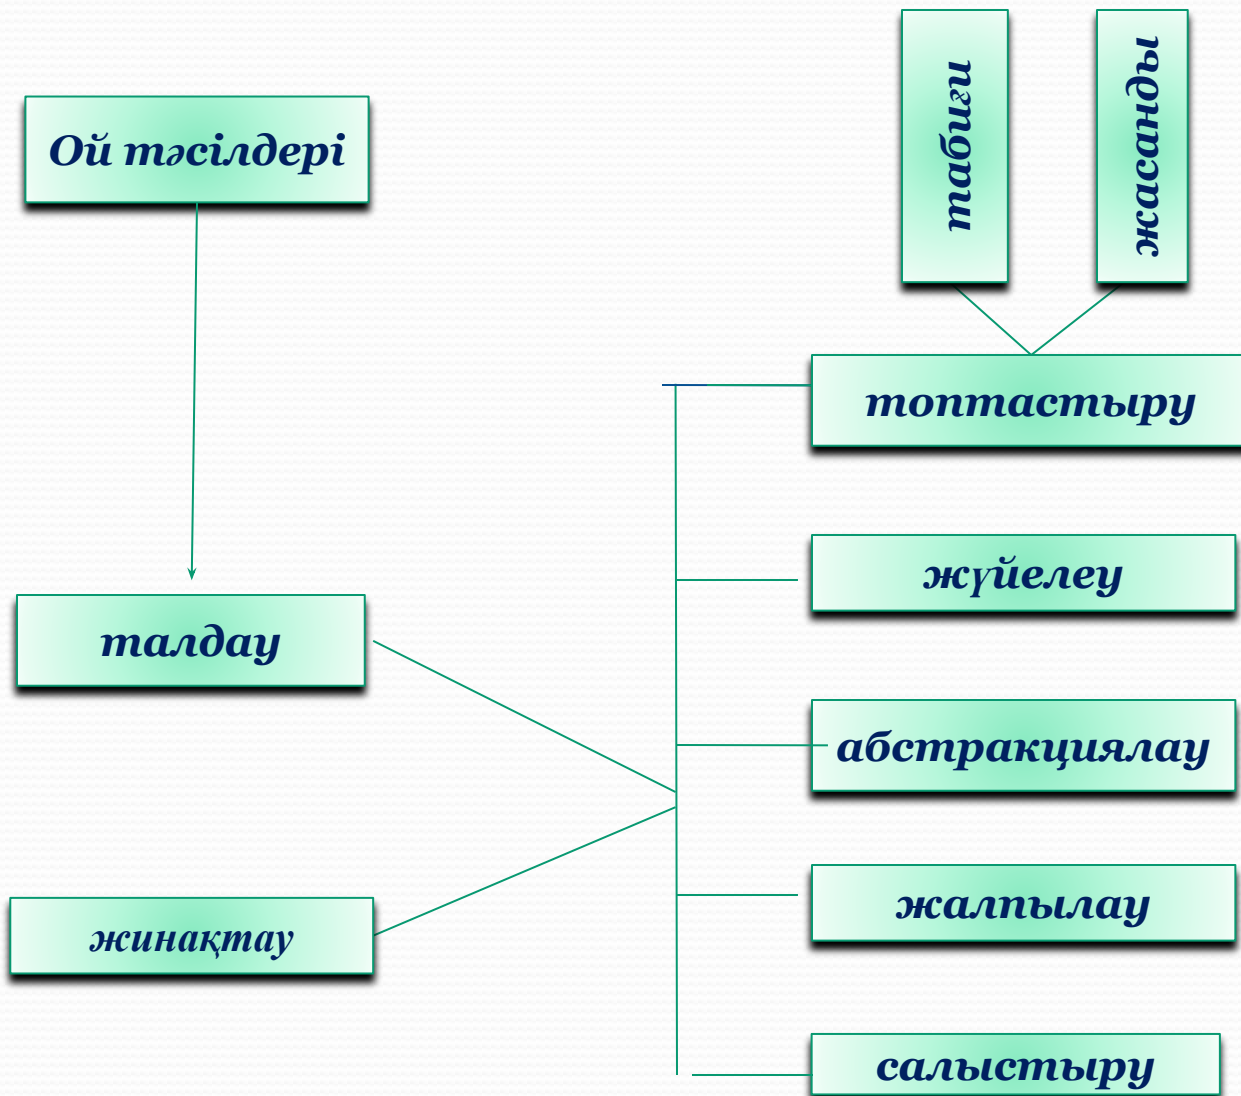 Ой тәсілдері
табиғи
жасанды
топтастыру
жүйелеу
талдау
абстракциялау
жалпылау
жинақтау
салыстыру